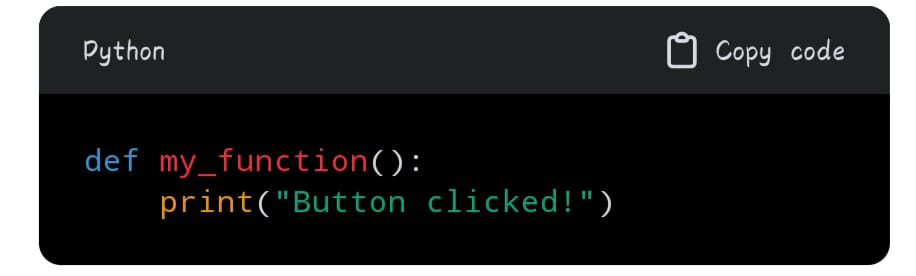 Python
Copy code
def my_function():
    print("Button clicked!")